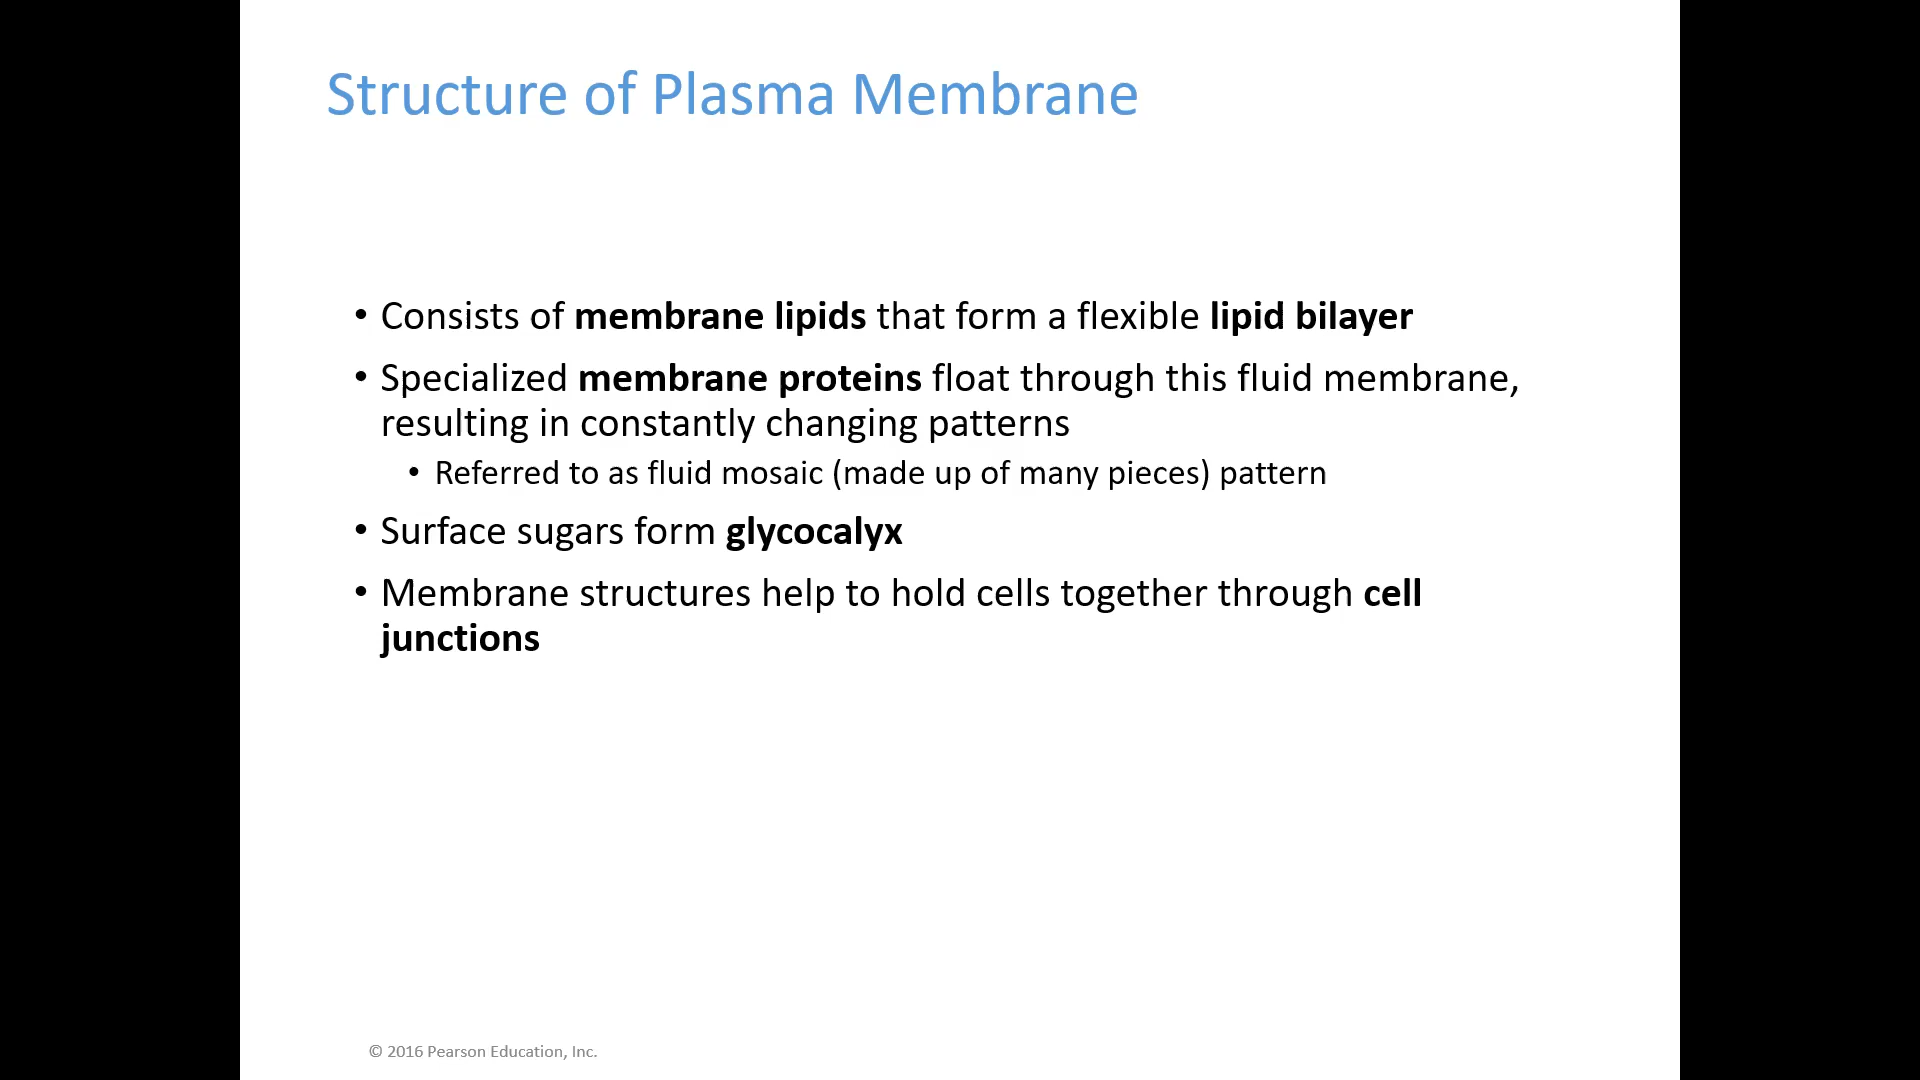 Structure of Plasma Membrane
• Consists of membrane lipids that form a flexible lipid bilayer
• Specialized membrane proteins float through this fluid membrane,
resulting in constantly changing patterns
• Referred to as fluid mosaic (made up of many pieces) pattern
• Surface sugars form glycocalyx
• Membrane structures help to hold cells together through cell
junctions
© 2016 Pearson Education, Inc.